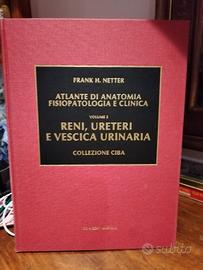 FRANK H. NETTER
ATLANTE DI ANATOMIA
FISIOPATOLOGIA E CLINICA
VOLUME 2
RENI, URETERI
E VESCICA URINARIA
COLLEZIONE CIBA
subito